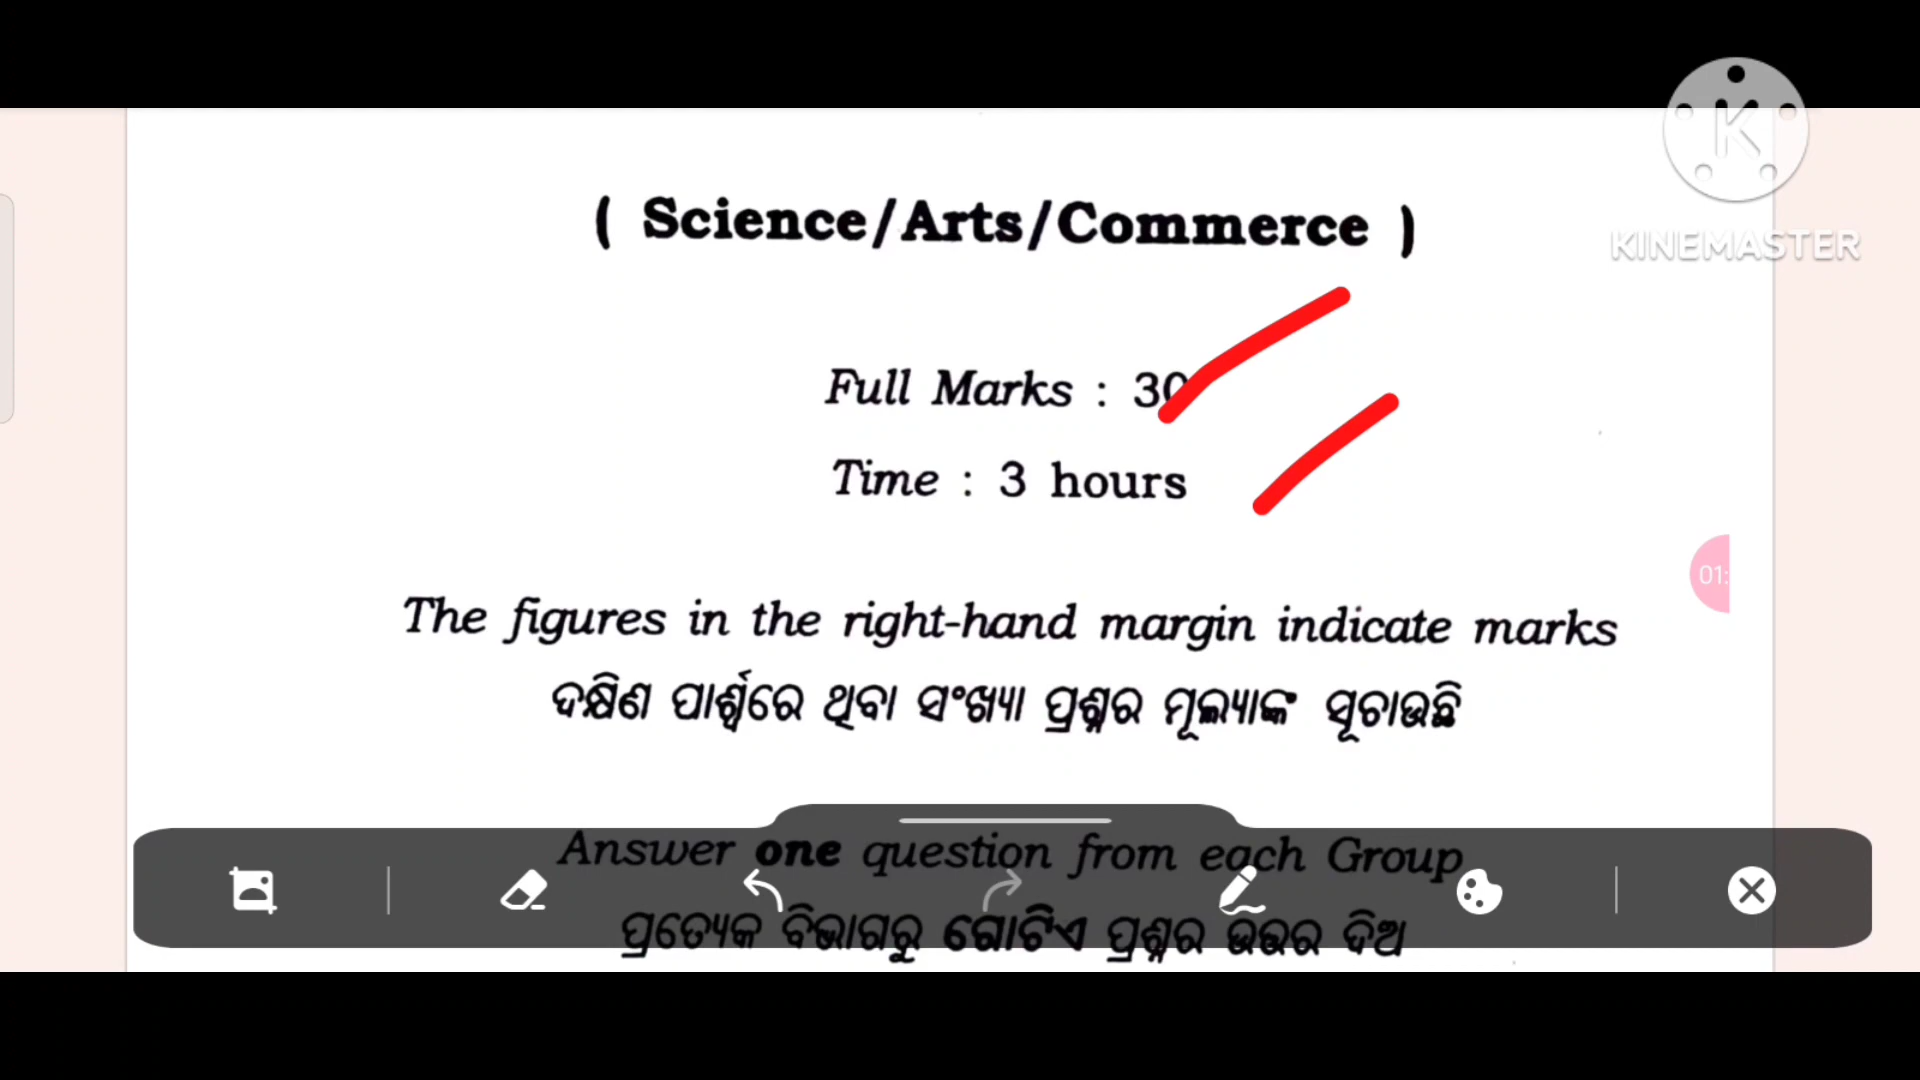 K
KINEMASTER
( Science/Arts/Commerce )
Full Marks : 30
Time : 3 hours
01:
The figures in the right-hand margin indicate marks
ଦକ୍ଷିଣ ପାର୍ଶ୍ୱରେ ଥିବା ସଂଖ୍ୟା ପ୍ରଶ୍ନର ମୂଲ୍ୟାଙ୍କ ସୂଚାଉଛି
Answer one question from each Group
ପ୍ରତ୍ୟେକ ବିଭାଗରୁ ଗୋଟିଏ ପ୍ରଶ୍ନର ଉତ୍ତର ଦିଅ